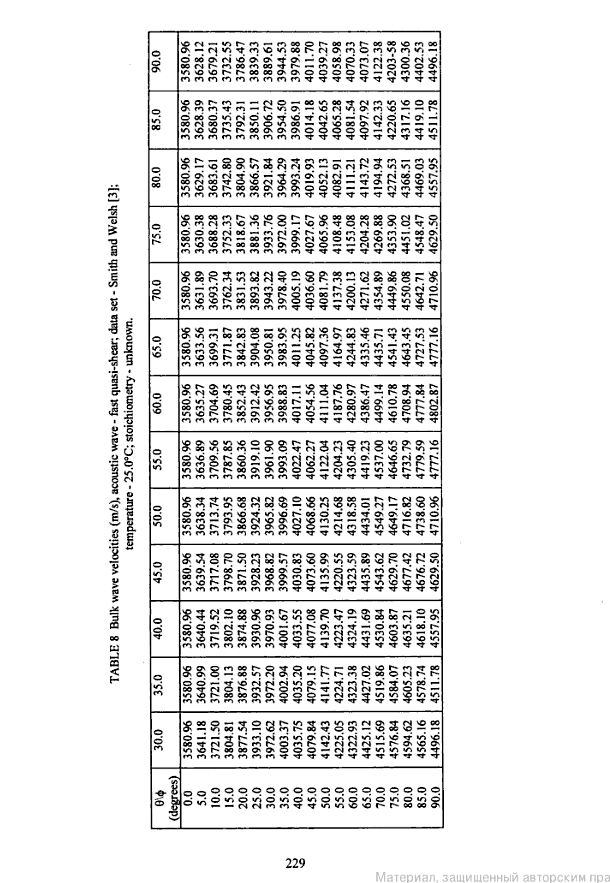 TABLE 8 Bulk wave velocities (m/s), acoustic wave - fast quasi-shear; data set - Smith and Welsh [3];
temperature - 25.0°C; stoichiometry - unknown.
θ\ϕ 30.0 35.0 40.0 45.0 50.0 55.0 60.0 65.0 70.0 75.0 80.0 85.0 90.0
(degrees)
0.0 3580.96 3580.96 3580.96 3580.96 3580.96 3580.96 3580.96 3580.96 3580.96 3580.96 3580.96 3580.96 3580.96
5.0 3641.18 3640.99 3640.44 3639.54 3638.34 3636.89 3635.27 3633.56 3631.89 3630.38 3629.17 3628.39 3628.12
10.0 3721.50 3721.00 3719.52 3717.08 3713.74 3709.56 3704.69 3699.31 3693.70 3688.28 3683.61 3680.37 3679.21
15.0 3804.81 3804.13 3802.10 3798.70 3793.95 3787.85 3780.45 3771.87 3762.34 3752.33 3742.80 3735.43 3732.55
20.0 3877.54 3876.88 3874.88 3871.50 3866.68 3860.36 3852.43 3842.83 3831.53 3818.67 3804.90 3792.31 3786.47
25.0 3933.10 3932.57 3930.96 3928.23 3924.32 3919.10 3912.42 3904.08 3893.82 3881.36 3866.57 3850.11 3839.33
30.0 3972.62 3972.20 3970.93 3968.82 3965.82 3961.90 3956.95 3950.81 3943.22 3933.76 3921.84 3906.72 3889.61
35.0 4003.37 4002.94 4001.67 3999.57 3996.69 3993.09 3988.83 3983.95 3978.40 3972.00 3964.29 3954.50 3944.53
40.0 4035.75 4035.20 4033.55 4030.83 4027.10 4022.47 4017.11 4011.25 4005.19 3999.17 3993.24 3986.91 3979.88
45.0 4079.84 4079.15 4077.08 4073.60 4068.66 4062.27 4054.56 4045.82 4036.60 4027.67 4019.93 4014.18 4011.70
50.0 4142.43 4141.77 4139.70 4135.99 4130.25 4122.04 4111.04 4097.36 4081.79 4065.96 4052.13 4042.65 4039.27
55.0 4225.05 4224.71 4223.47 4220.55 4214.68 4204.23 4187.76 4164.97 4137.38 4108.48 4082.91 4065.28 4058.98
60.0 4322.93 4323.38 4324.19 4323.59 4318.58 4305.40 4280.97 4244.83 4200.13 4153.08 4111.21 4081.54 4070.33
65.0 4425.12 4427.02 4431.69 4435.89 4434.01 4419.23 4386.47 4335.46 4271.62 4204.28 4143.72 4097.92 4073.07
70.0 4515.69 4519.86 4530.84 4543.62 4549.27 4537.00 4499.14 4435.71 4354.89 4269.88 4194.94 4142.33 4122.38
75.0 4576.84 4584.07 4603.87 4629.70 4649.17 4646.65 4610.78 4541.43 4449.86 4353.90 4272.53 4220.65 4203-58
80.0 4594.62 4605.23 4635.21 4677.42 4716.82 4732.79 4708.94 4643.45 4550.08 4451.02 4368.51 4317.16 4300.36
85.0 4565.16 4578.74 4618.10 4676.72 4738.60 4779.59 4777.84 4727.53 4642.71 4548.47 4469.03 4419.10 4402.53
90.0 4496.18 4511.78 4557.95 4629.50 4710.96 4777.16 4802.87 4777.16 4710.96 4629.50 4557.95 4511.78 4496.18
229
Материал, защищенный авторским пра